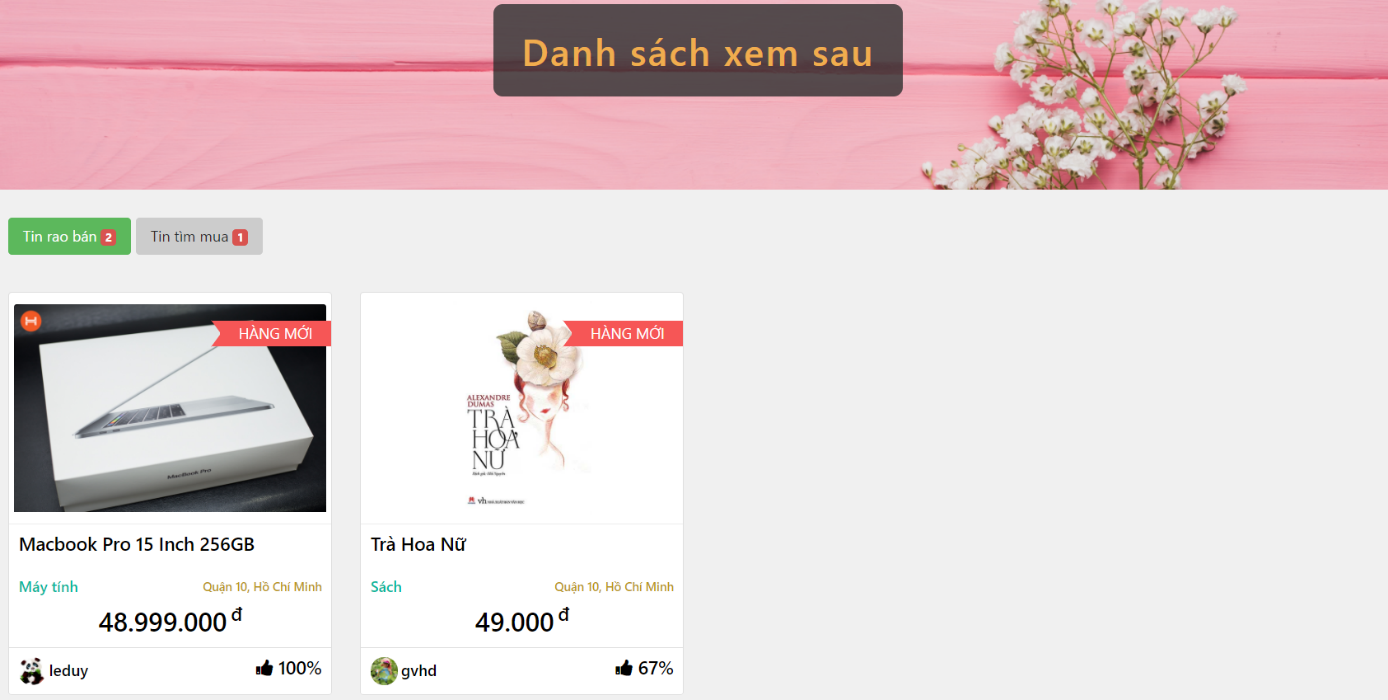 Danh sách xem sau
Tin rao bán 2
Tin tìm mua 1
HÀNG MỚI
MacBook Pro
Macbook Pro 15 Inch 256GB
Máy tính
Quận 10, Hồ Chí Minh
48.999.000 đ
leduy
100%
HÀNG MỚI
ALEXANDRE
DUMAS
TRÀ
HOA
NỮ
Trà Hoa Nữ
Sách
Quận 10, Hồ Chí Minh
49.000 đ
gvhd
67%